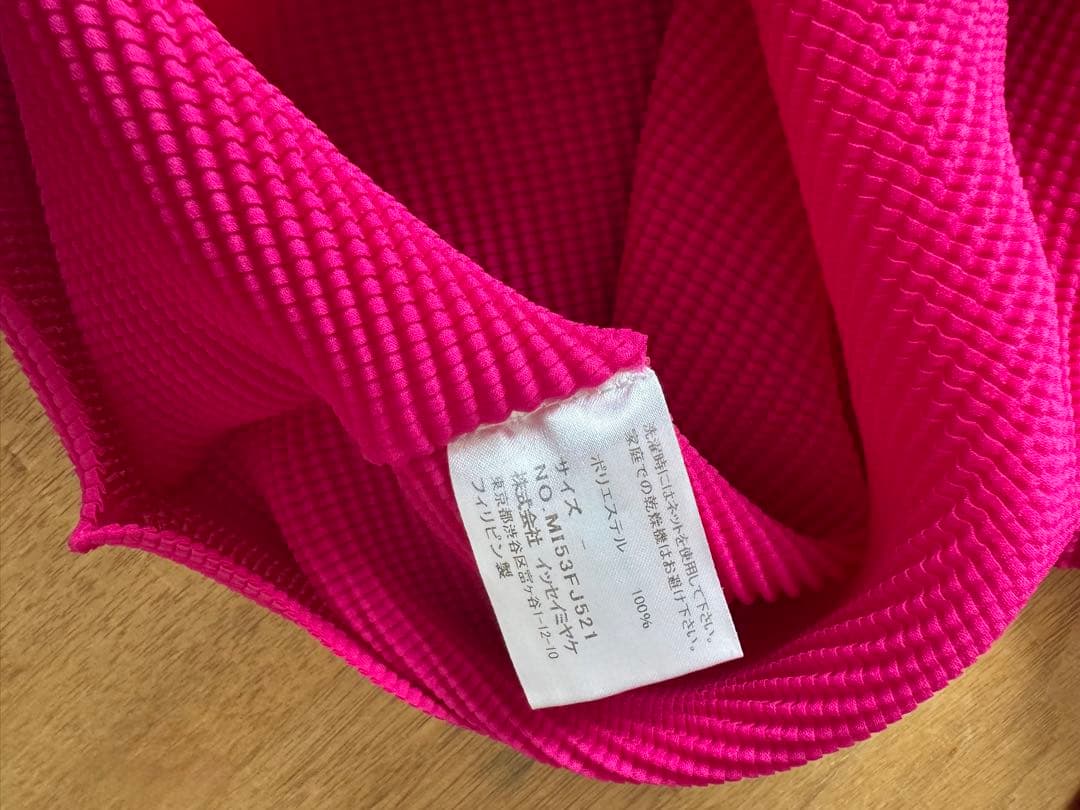 洗濯時にはネットを使用して下さい。
家庭での乾燥機はお避け下さい。
ポリエステル 100%
サイズ -
NO.MI53FJ521
株式会社 イッセイミヤケ
東京都渋谷区富ヶ谷1-12-10
フィリピン製